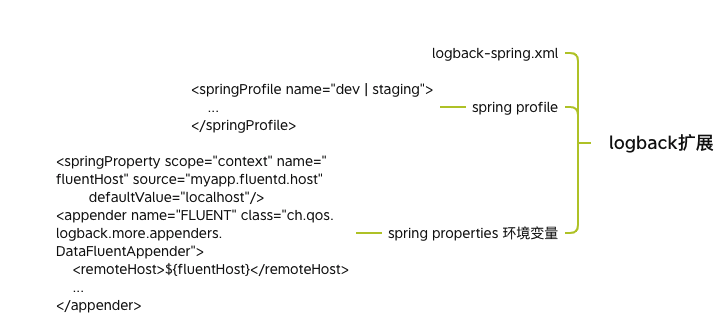 logback-spring.xml
<springProfile name="dev | staging">
...
</springProfile>
spring profile
logback扩展
<springProperty scope="context" name="
fluentHost" source="myapp.fluentd.host"
defaultValue="localhost"/>
<appender name="FLUENT" class="ch.qos.
logback.more.appenders.
DataFluentAppender">
<remoteHost>${fluentHost}</remoteHost>
...
</appender>
spring properties 环境变量